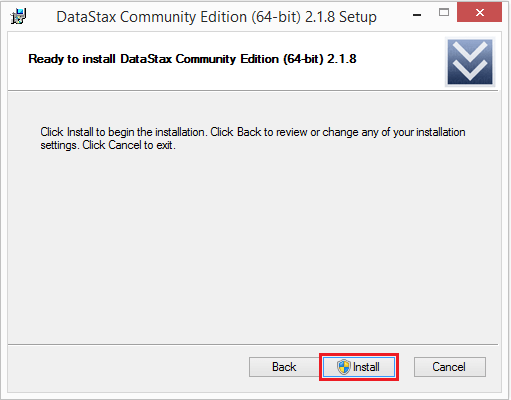 DataStax Community Edition (64-bit) 2.1.8 Setup
Ready to install DataStax Community Edition (64-bit) 2.1.8
Click Install to begin the installation. Click Back to review or change any of your installation
settings. Click Cancel to exit.
Back
Install
Cancel